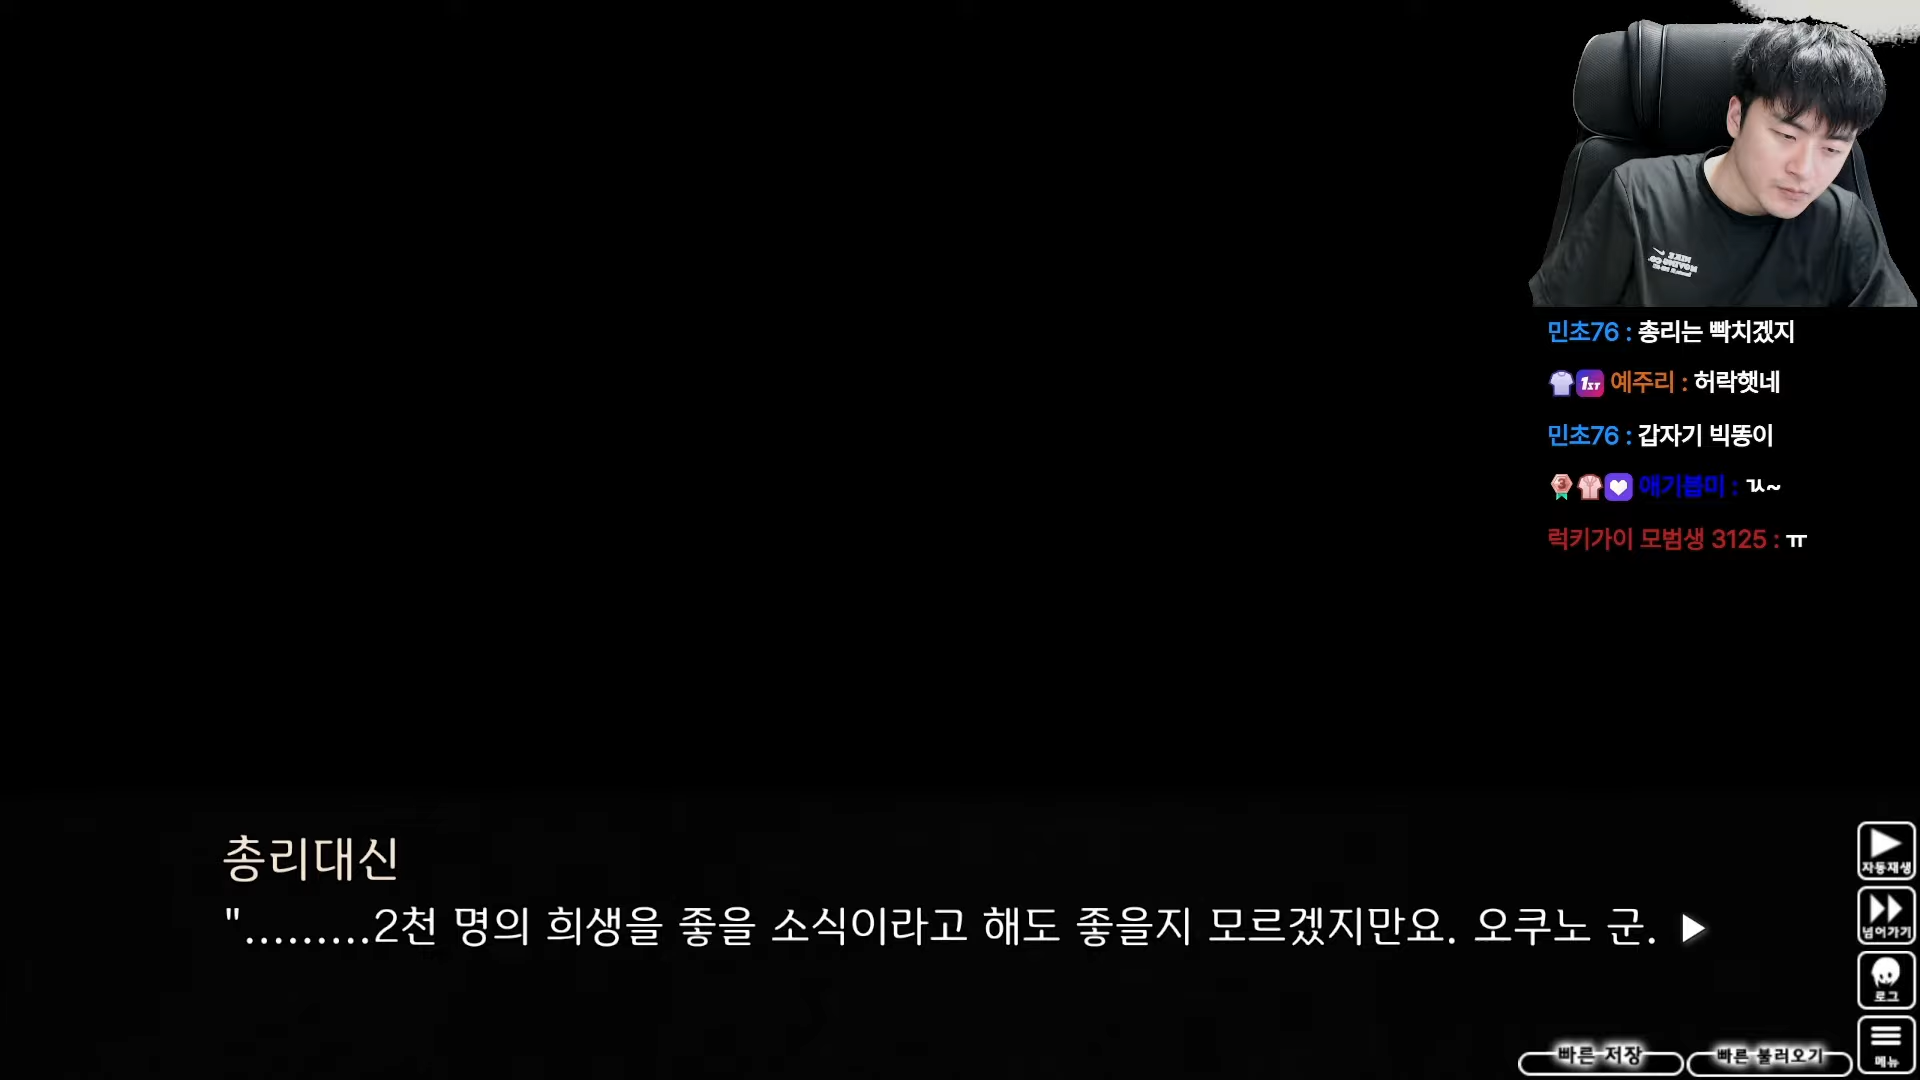 민초76 : 총리는 빡치겠지
1ST 예주리 : 허락햇네
민초76 : 갑자기 빅똥이
3 애기븝미 : ㄳ~
럭키가이 모범생 3125 : ㅠ
총리대신
".........2천 명의 희생을 좋을 소식이라고 해도 좋을지 모르겠지만요. 오쿠노 군.
자동재생
넘어가기
로그
메뉴
빠른 저장
빠른 불러오기